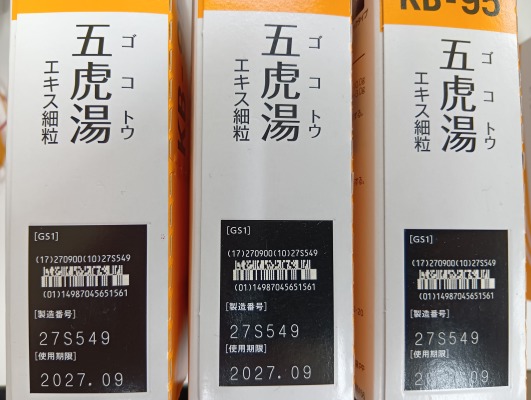 五虎湯
ゴコトウ
エキス細粒
[GS1]
(17)270900(10)27S549
(01)14987045651561
[製造番号]
27S549
[使用期限]
2027.09
五虎湯
ゴコトウ
エキス細粒
[GS1]
(17)270900(10)27S549
(01)14987045651561
[製造番号]
27S549
[使用期限]
2027.09
KB-95
五虎湯
ゴコトウ
エキス細粒
[GS1]
(17)270900(10)27S549
(01)14987045651561
[製造番号]
27S549
[使用期限]
2027.09